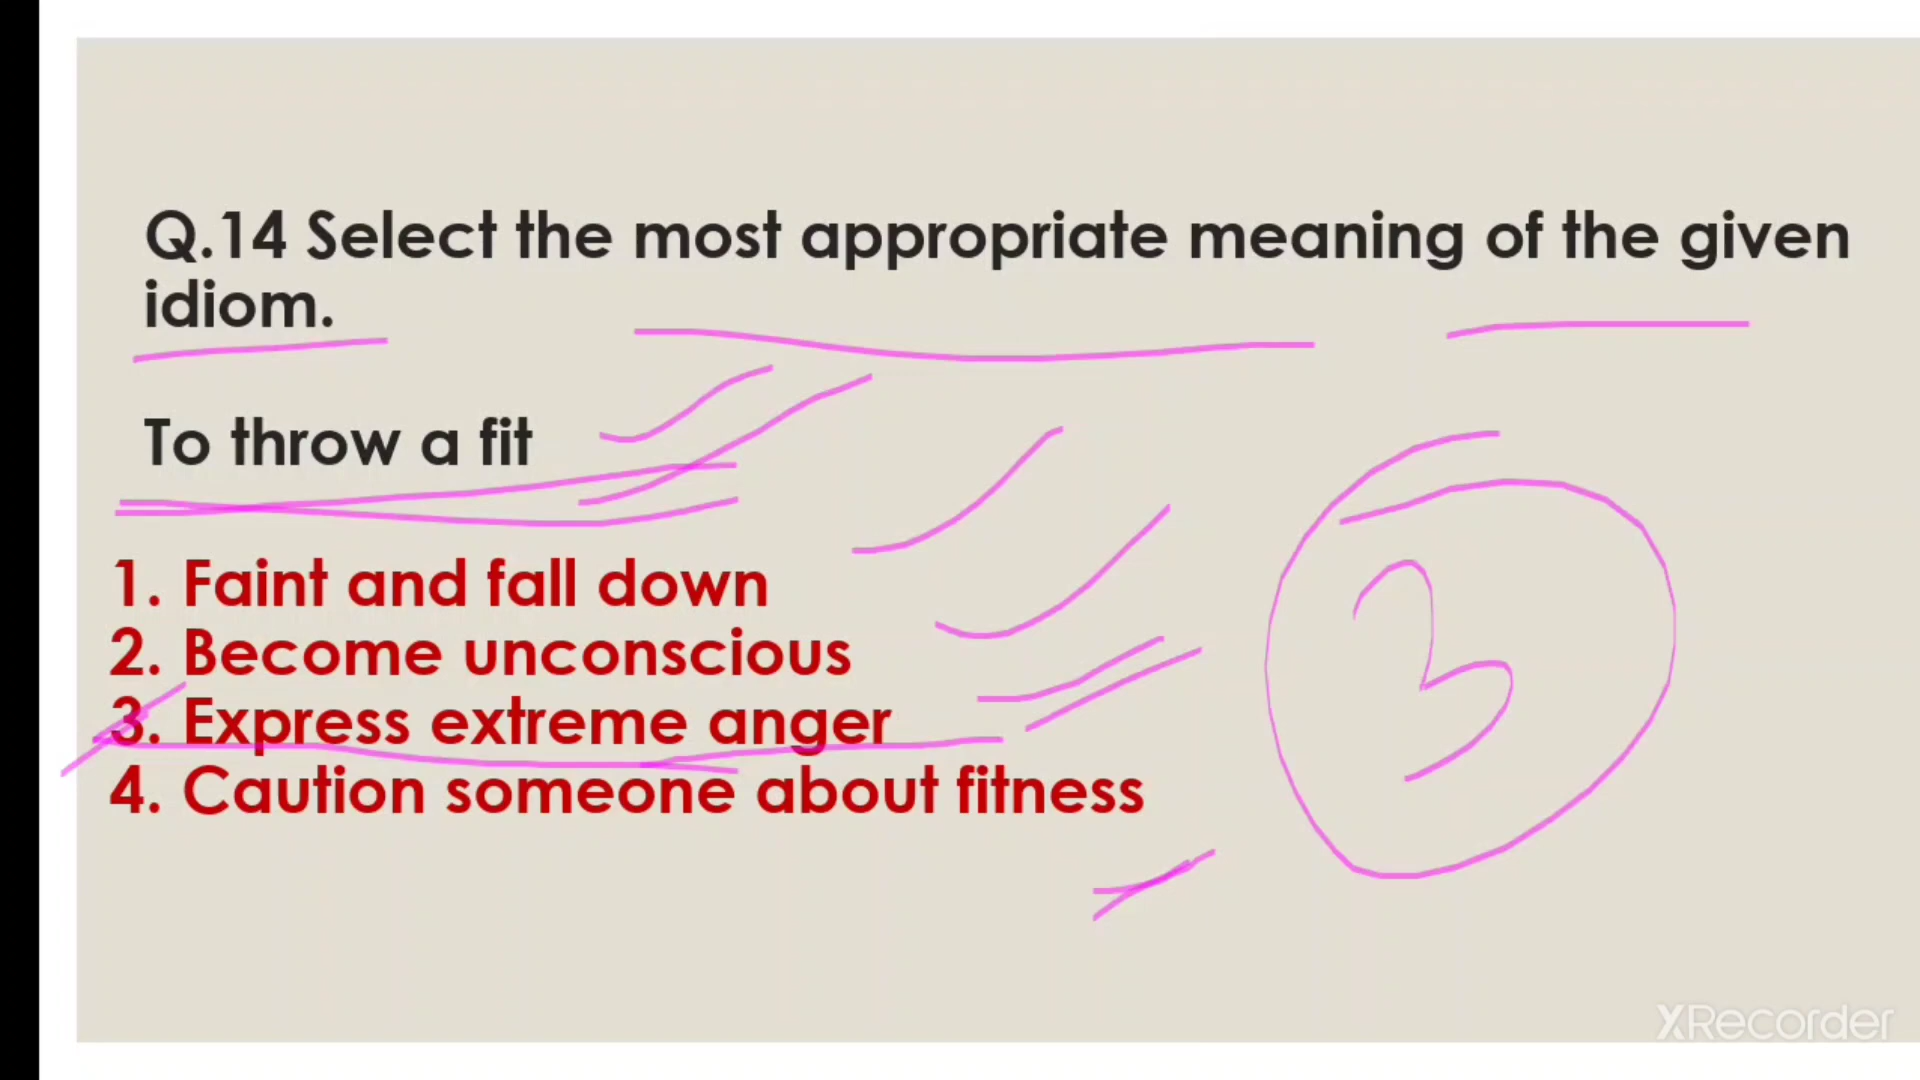 Q.14 Select the most appropriate meaning of the given
idiom.
To throw a fit
1. Faint and fall down
2. Become unconscious
3. Express extreme anger
4. Caution someone about fitness
3
XRecorder